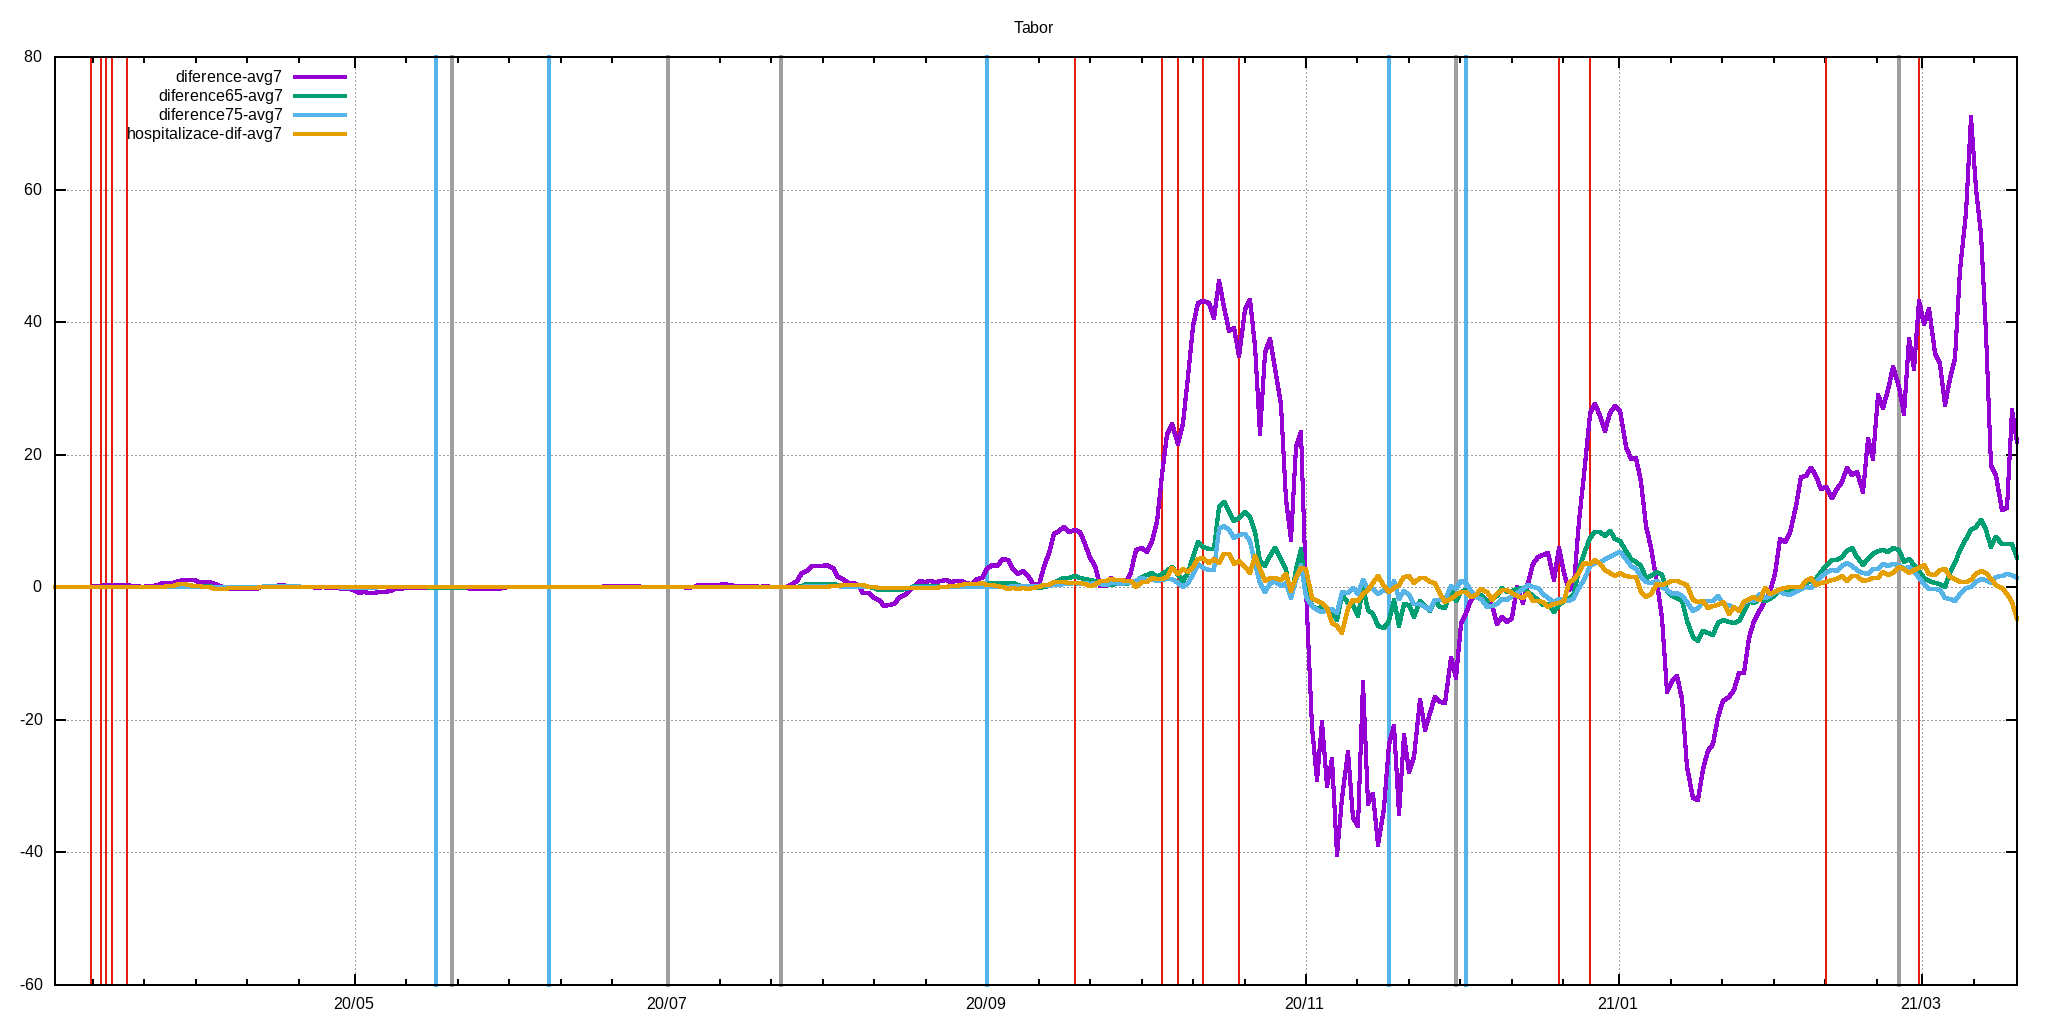 Tabor
80
60
40
20
0
-20
-40
-60
diference-avg7
diference65-avg7
diference75-avg7
hospitalizace-dif-avg7
20/05
20/07
20/09
20/11
21/01
21/03